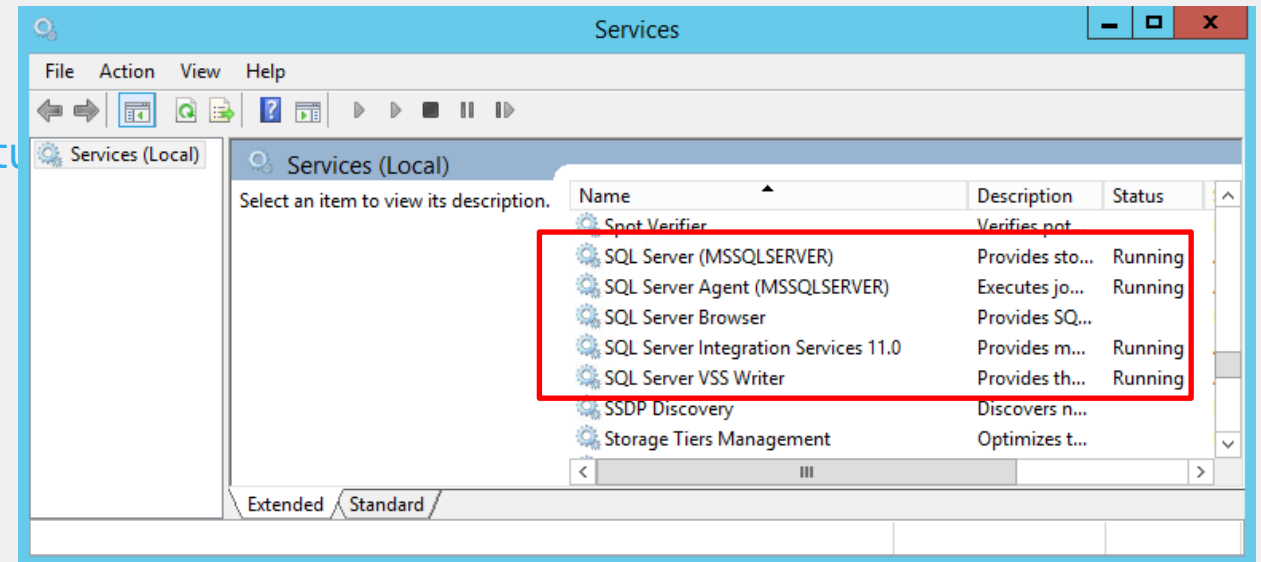 Services
File Action View Help
Services (Local)
Services (Local)
Select an item to view its description.
Name Description Status
Spot Verifier Verifies pot...
SQL Server (MSSQLSERVER) Provides sto... Running
SQL Server Agent (MSSQLSERVER) Executes jo... Running
SQL Server Browser Provides SQ...
SQL Server Integration Services 11.0 Provides m... Running
SQL Server VSS Writer Provides th... Running
SSDP Discovery Discovers n...
Storage Tiers Management Optimizes t...
Extended Standard